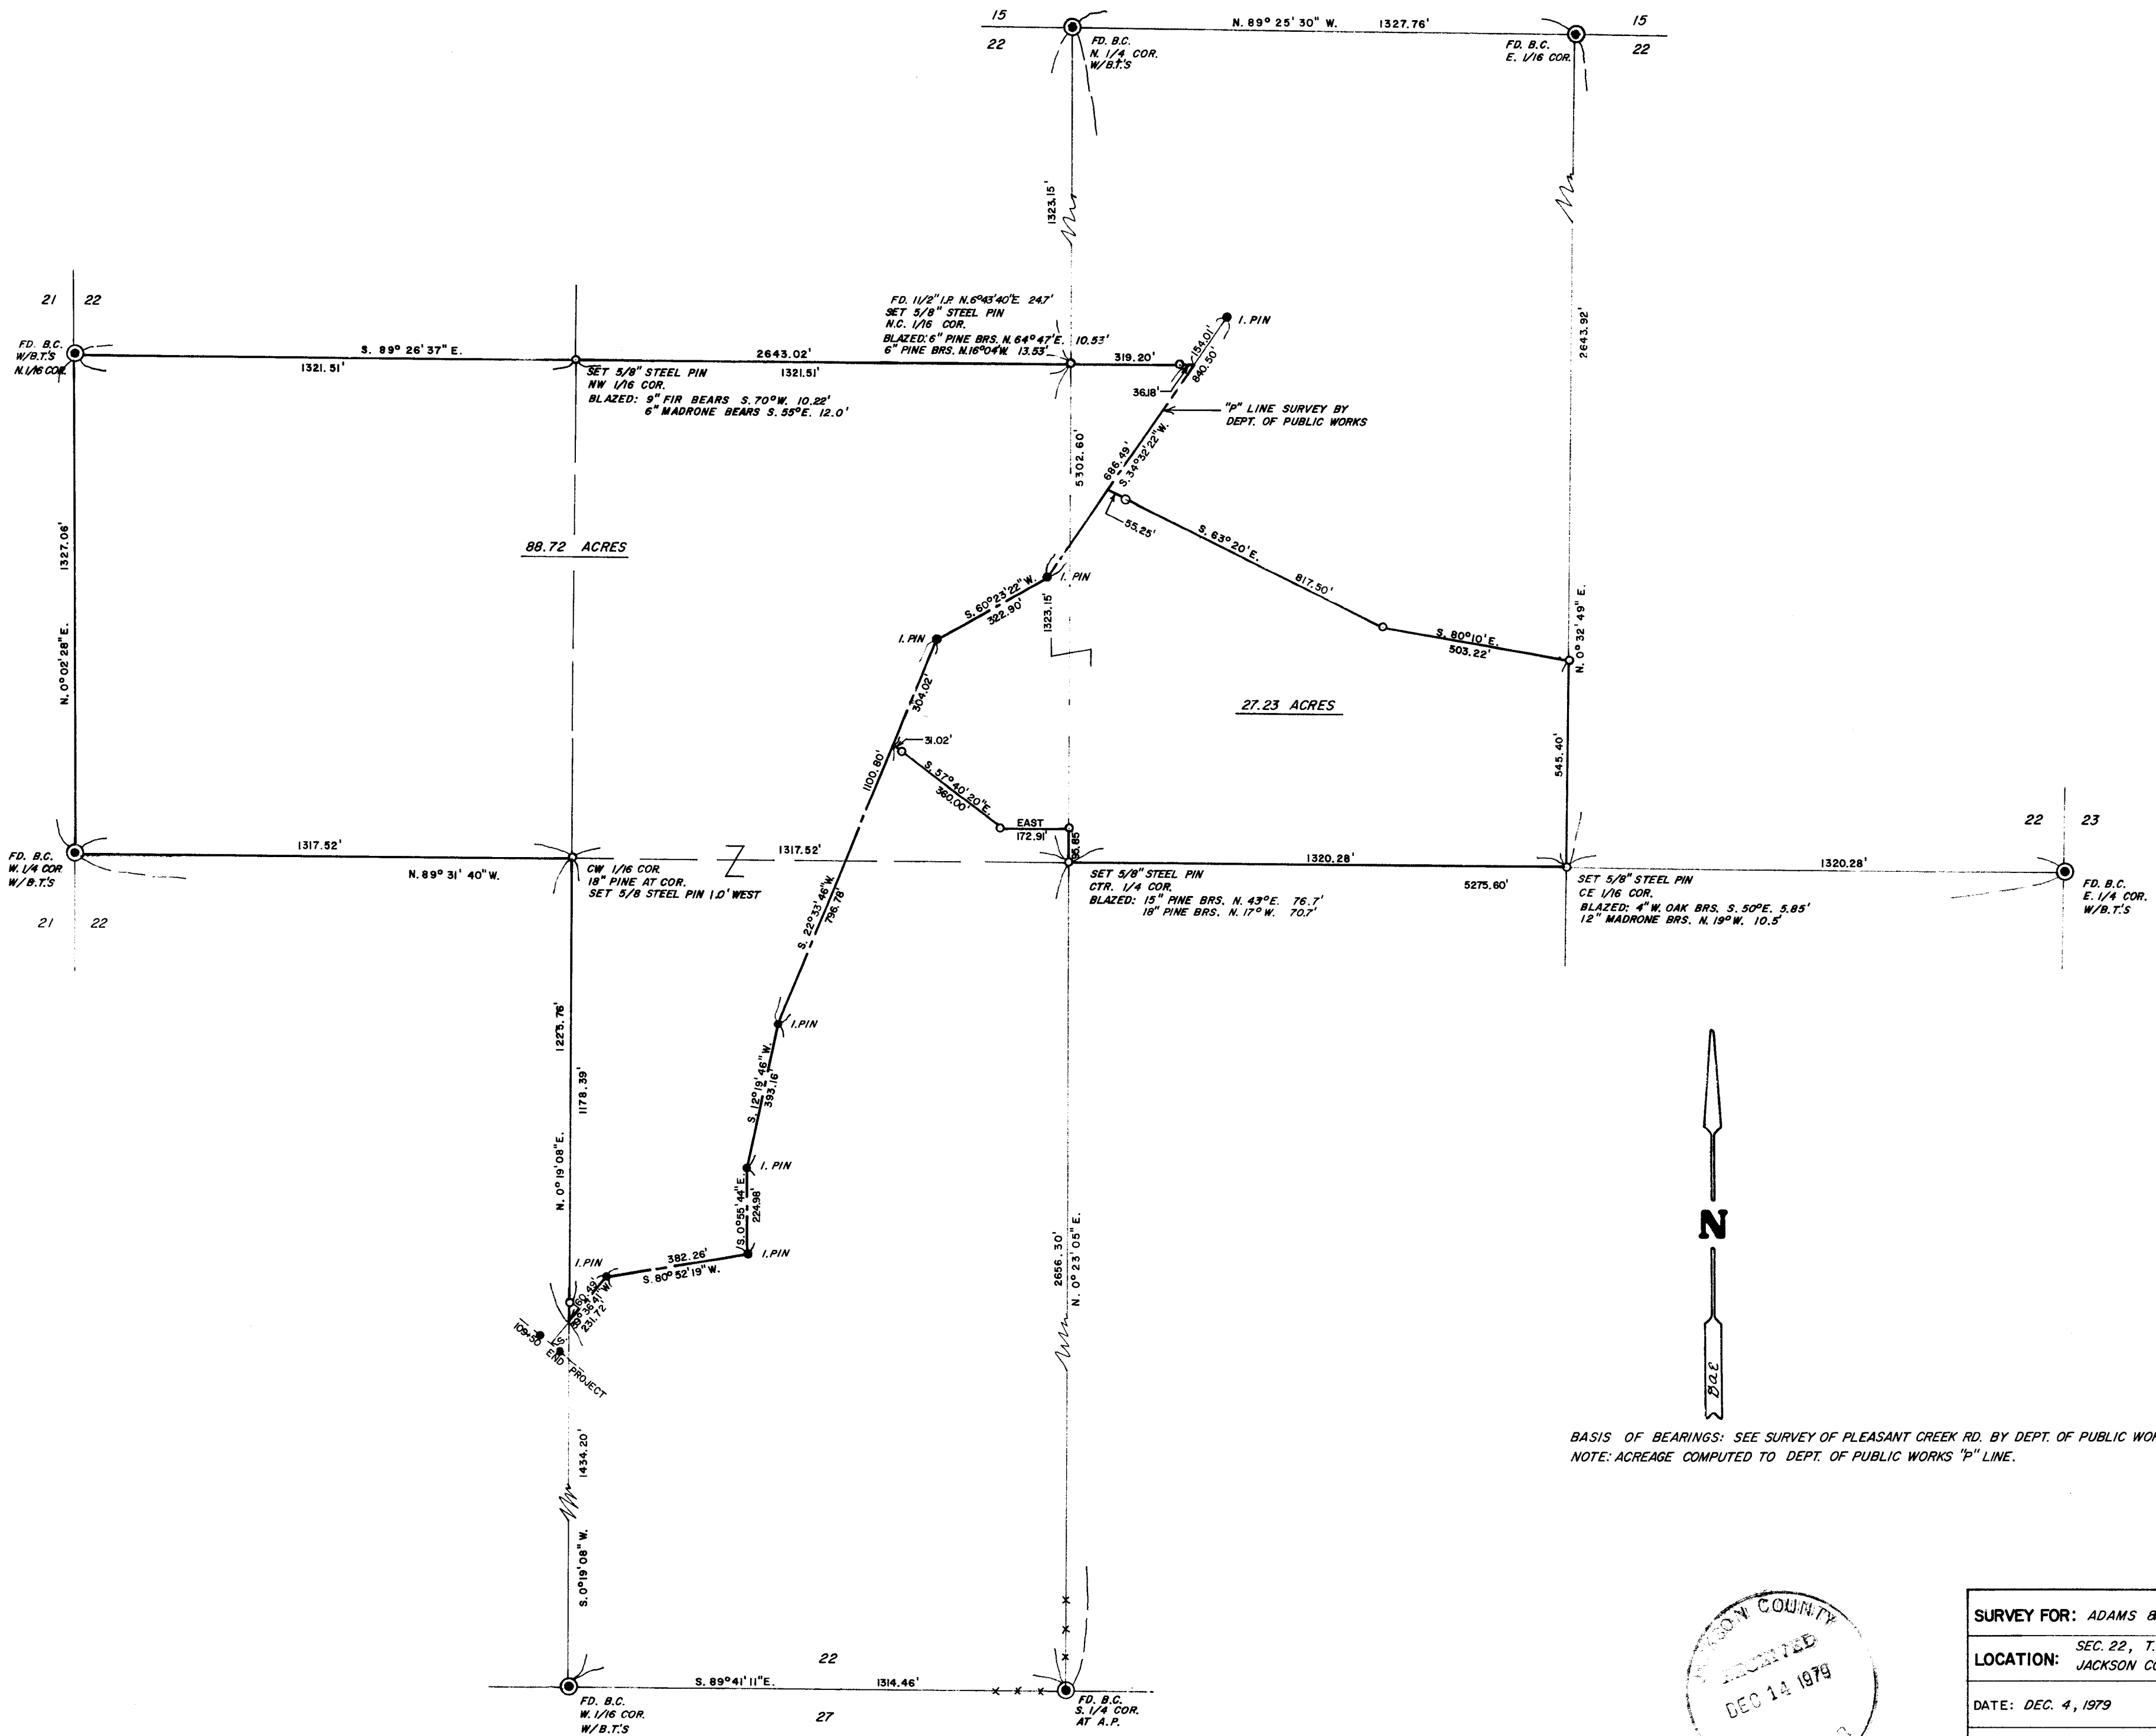 15
22
N. 89° 25' 30" W. 1327.76'
15
22
FD. B.C.
N. 1/4 COR.
W/B.T.'S
FD. B.C.
E. 1/16 COR.
1323.15'
2643.92'
21 22
FD. B.C.
W/B.T.'S
N. 1/16 COR.
S. 89° 26' 37" E.
1321.51'
2643.02'
1321.51'
SET 5/8" STEEL PIN
NW 1/16 COR.
BLAZED: 9" FIR BEARS S. 70° W. 10.22'
6" MADRONE BEARS S. 55° E. 12.0'
FD. 1 1/2" I.P. N. 6°43'40"E. 24.7'
SET 5/8" STEEL PIN
N.C. 1/16 COR.
BLAZED: 6" PINE BRS. N. 64° 47' E. 10.53'
6" PINE BRS. N. 16°04' W. 13.53'
319.20'
I. PIN
154.01'
840.50'
36.18'
"P" LINE SURVEY BY
DEPT. OF PUBLIC WORKS
5302.60'
686.49'
S. 34°32'22" W.
55.25'
S. 63° 20' E.
817.50'
S. 80°10' E.
503.22'
N. 0° 32' 49" E.
88.72 ACRES
1327.06'
N. 0° 02' 28" E.
I. PIN
S. 60°23'22" W.
322.90'
1323.15'
I. PIN
304.02'
27.23 ACRES
31.02'
1100.80'
S. 57° 40' 20" E.
360.00'
EAST
172.91'
95.85
545.40'
22 23
FD. B.C.
W. 1/4 COR.
W/B.T.'S
21 22
1317.52'
N. 89° 31' 40" W.
CW 1/16 COR.
18" PINE AT COR.
SET 5/8 STEEL PIN 1.0' WEST
1317.52'
S. 22° 33' 46" W.
796.78
1320.28'
5275.60'
1320.28'
SET 5/8" STEEL PIN
CTR. 1/4 COR.
BLAZED: 15" PINE BRS. N. 43° E. 76.7'
18" PINE BRS. N. 17° W. 70.7'
SET 5/8" STEEL PIN
CE 1/16 COR.
BLAZED: 4" W. OAK BRS. S. 50° E. 5.85'
12" MADRONE BRS. N. 19° W. 10.5'
FD. B.C.
E. 1/4 COR.
W/B.T.'S
1225.76'
1178.39'
N. 0° 19' 08" E.
I. PIN
S. 12° 19' 46" W.
393.16'
I. PIN
S. 0° 55' 44" E.
224.98'
I. PIN
I. PIN
382.26'
S. 80° 52' 19" W.
160.49'
S. 39° 36' 41" W.
231.72'
109+50
END PROJECT
2656.30'
N. 0° 23' 05" E.
N
BAE
BASIS OF BEARINGS: SEE SURVEY OF PLEASANT CREEK RD. BY DEPT. OF PUBLIC WOR
NOTE: ACREAGE COMPUTED TO DEPT. OF PUBLIC WORKS "P" LINE.
1434.20'
S. 0°19'08" W.
22
S. 89° 41' 11" E. 1314.46'
27
FD. B.C.
W. 1/16 COR.
W/B.T.'S
FD. B.C.
S. 1/4 COR.
AT A.P.
JACKSON COUNTY
RECEIVED
DEC 14 1979
SURVEY FOR: ADAMS &
LOCATION: SEC. 22, T.
JACKSON CO
DATE: DEC. 4, 1979